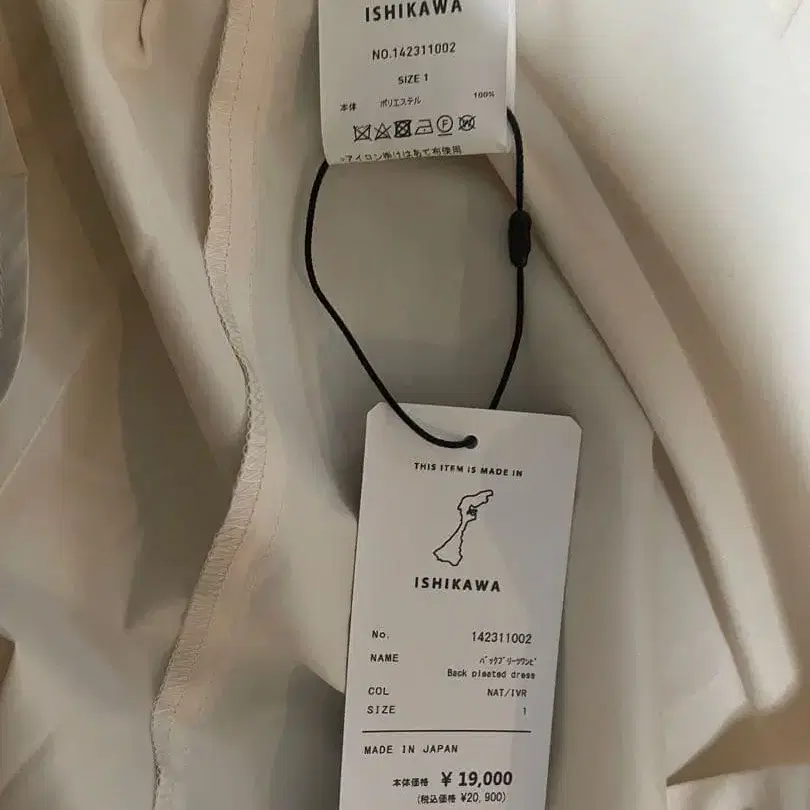 ISHIKAWA
NO.142311002
SIZE 1
本体 ポリエステル 100%
※アイロン掛けはあて布使用
THIS ITEM IS MADE IN
ISHIKAWA
No. 142311002
NAME バックプリーツワンピ
Back pleated dress
COL NAT/IVR
SIZE 1
MADE IN JAPAN
本体価格 ¥ 19,000
(税込価格 ¥20,900)